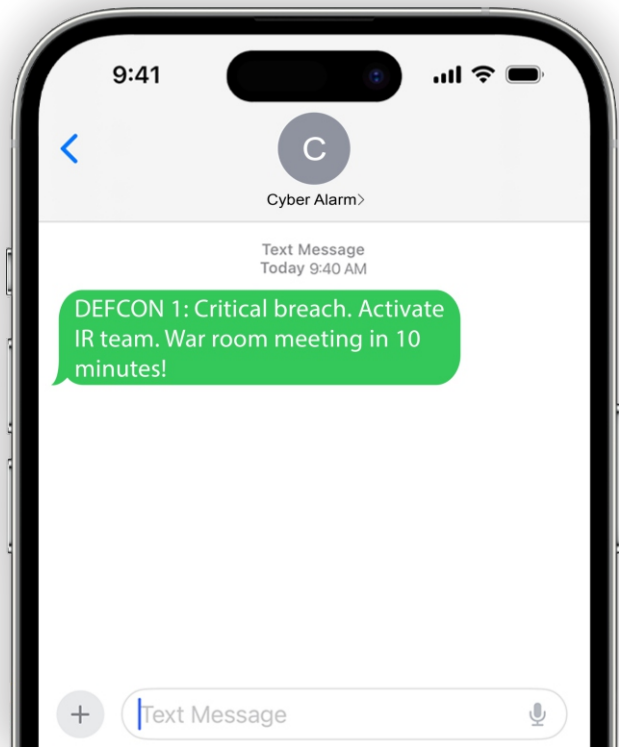 9:41
C
Cyber Alarm>
Text Message
Today 9:40 AM
DEFCON 1: Critical breach. Activate
IR team. War room meeting in 10
minutes!
Text Message